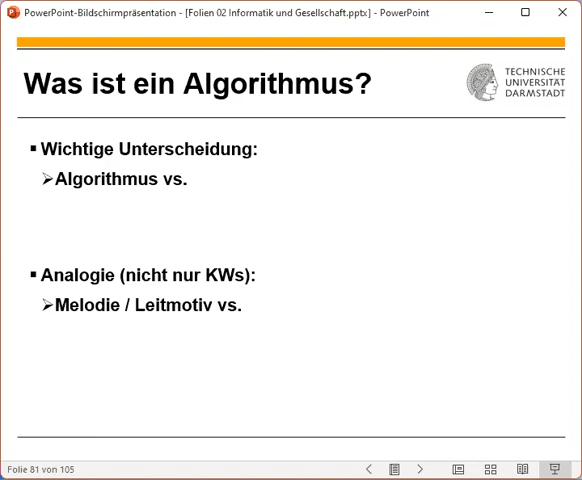 PowerPoint-Bildschirmpräsentation - [Folien 02 Informatik und Gesellschaft.pptx] - PowerPoint
Was ist ein Algorithmus?
TECHNISCHE
UNIVERSITÄT
DARMSTADT
▪ Wichtige Unterscheidung:
➢Algorithmus vs.
▪ Analogie (nicht nur KWs):
➢Melodie / Leitmotiv vs.
Folie 81 von 105